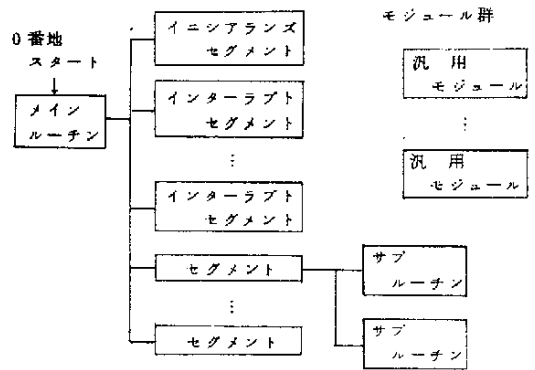 0番地
スタート
メイン
ルーチン
イニシアランズ
セグメント
インターラプト
セグメント
⋮
インターラプト
セグメント
セグメント
⋮
セグメント
サブ
ルーチン
サブ
ルーチン
モジュール群
汎用
モジュール
⋮
汎用
モジュール